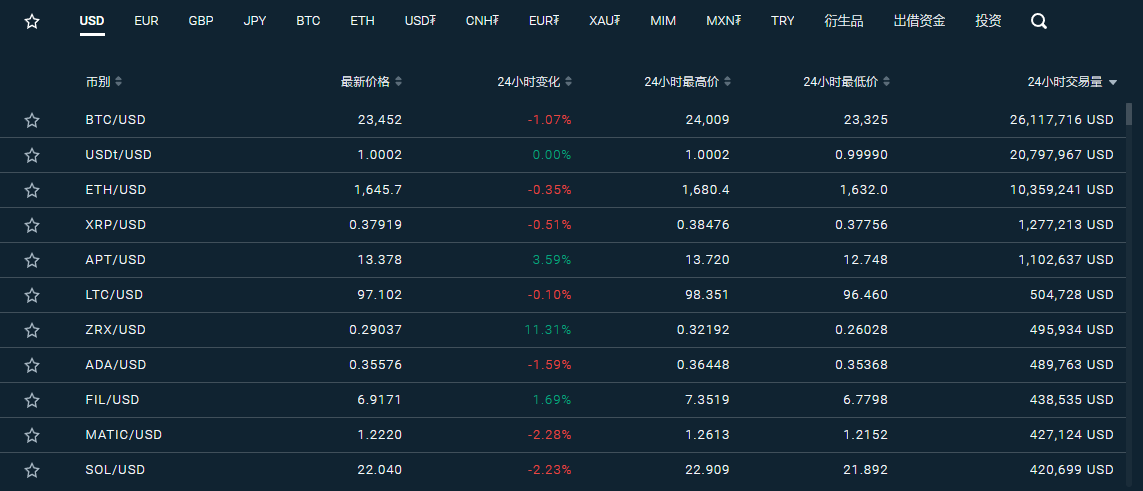 USD EUR GBP JPY BTC ETH USD₮ CNH₮ EUR₮ XAU₮ MIM MXN₮ TRY 衍生品 出借资金 投资
币别 最新价格 24小时变化 24小时最高价 24小时最低价 24小时交易量
BTC/USD 23,452 -1.07% 24,009 23,325 26,117,716 USD
USDt/USD 1.0002 0.00% 1.0002 0.99990 20,797,967 USD
ETH/USD 1,645.7 -0.35% 1,680.4 1,632.0 10,359,241 USD
XRP/USD 0.37919 -0.51% 0.38476 0.37756 1,277,213 USD
APT/USD 13.378 3.59% 13.720 12.748 1,102,637 USD
LTC/USD 97.102 -0.10% 98.351 96.460 504,728 USD
ZRX/USD 0.29037 11.31% 0.32192 0.26028 495,934 USD
ADA/USD 0.35576 -1.59% 0.36448 0.35368 489,763 USD
FIL/USD 6.9171 1.69% 7.3519 6.7798 438,535 USD
MATIC/USD 1.2220 -2.28% 1.2613 1.2152 427,124 USD
SOL/USD 22.040 -2.23% 22.909 21.892 420,699 USD